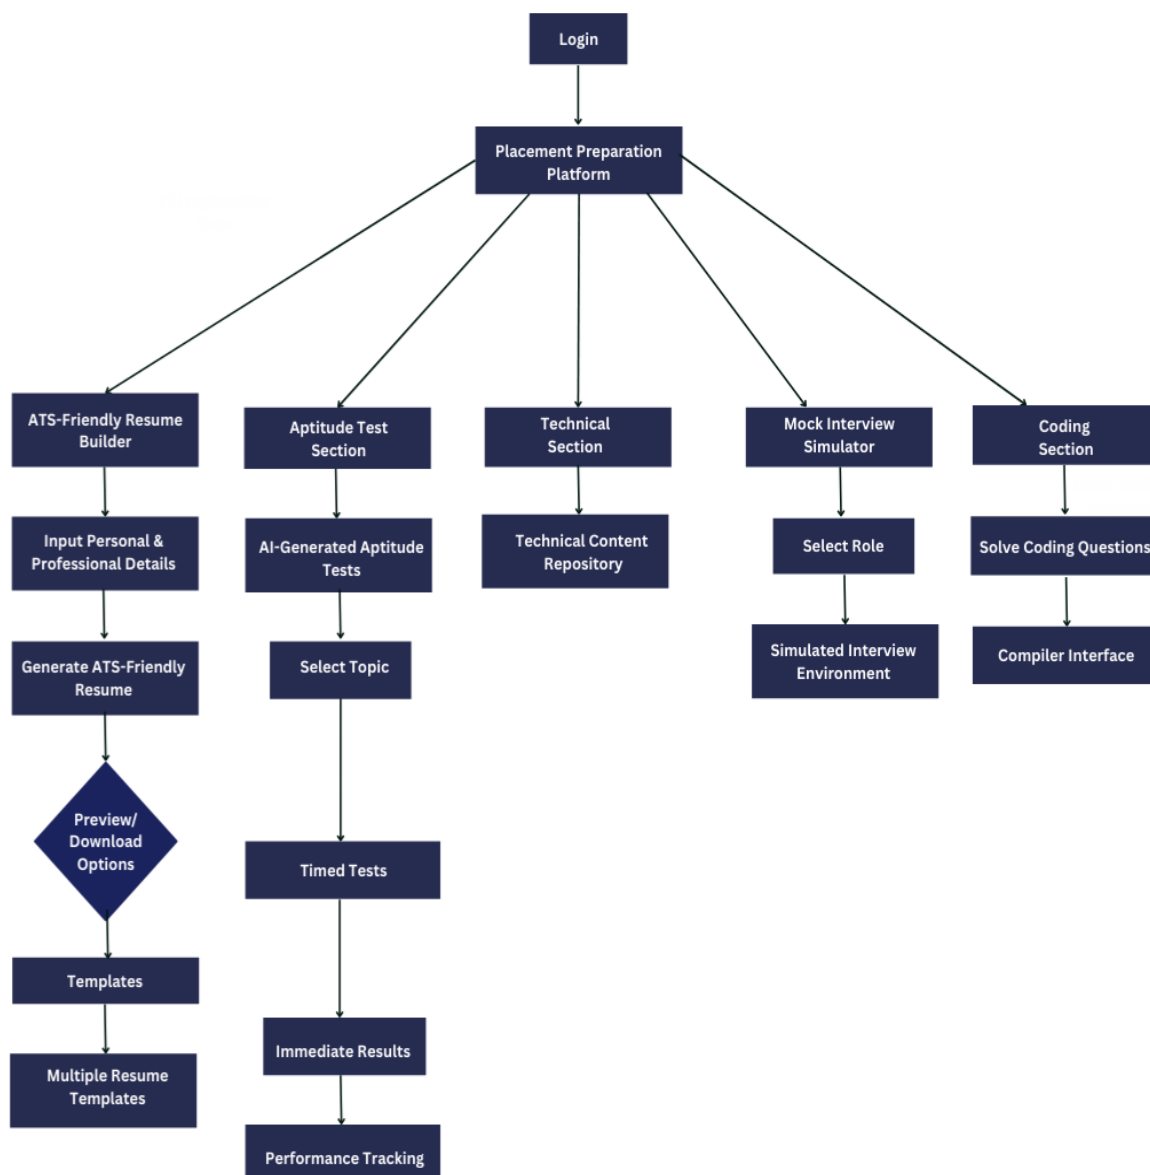 Login
Placement Preparation
Platform
ATS-Friendly Resume
Builder
Aptitude Test
Section
Technical
Section
Mock Interview
Simulator
Coding
Section
Input Personal &
Professional Details
AI-Generated Aptitude
Tests
Technical Content
Repository
Select Role
Solve Coding Questions
Generate ATS-Friendly
Resume
Select Topic
Simulated Interview
Environment
Compiler Interface
Preview/
Download
Options
Timed Tests
Templates
Immediate Results
Multiple Resume
Templates
Performance Tracking